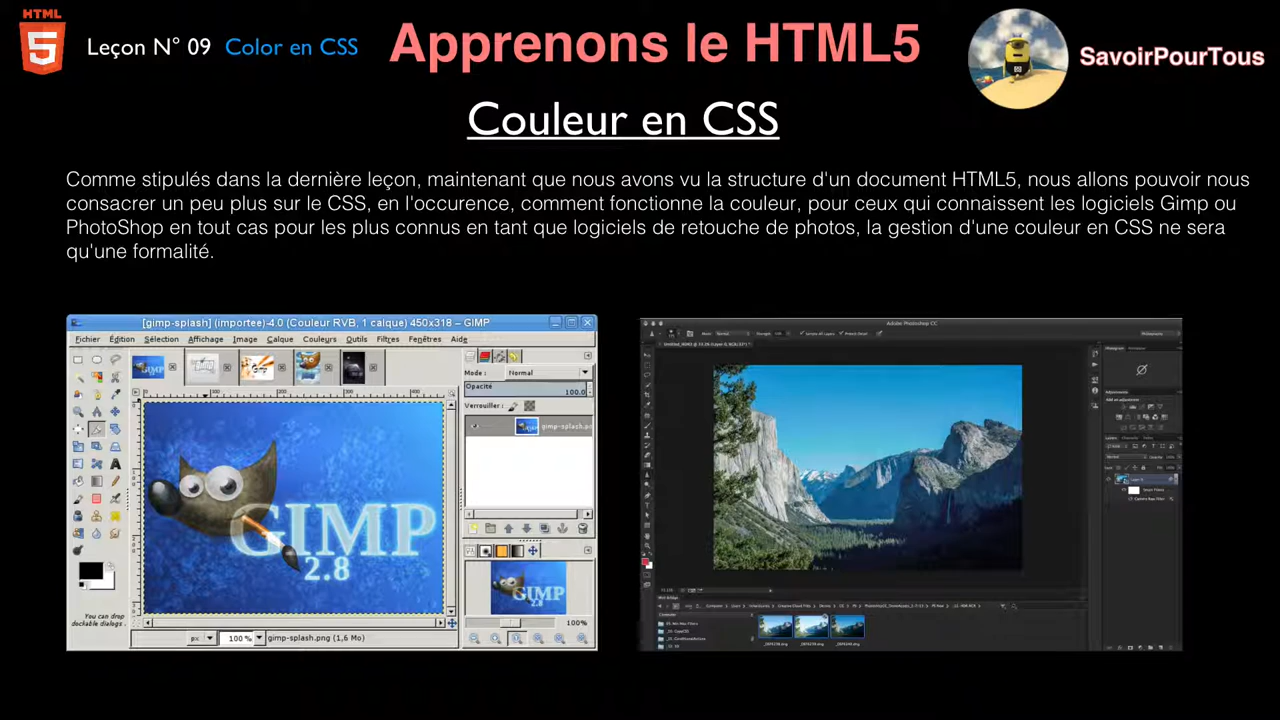 HTML
5
Leçon N° 09 Color en CSS
Apprenons le HTML5
SavoirPourTous
Couleur en CSS
Comme stipulés dans la dernière leçon, maintenant que nous avons vu la structure d'un document HTML5, nous allons pouvoir nous
consacrer un peu plus sur le CSS, en l'occurence, comment fonctionne la couleur, pour ceux qui connaissent les logiciels Gimp ou
PhotoShop en tout cas pour les plus connus en tant que logiciels de retouche de photos, la gestion d'une couleur en CSS ne sera
qu'une formalité.
[gimp-splash] (importee)-4.0 (Couleur RVB, 1 calque) 450x318 – GIMP
Fichier Édition Sélection Affichage Image Calque Couleurs Outils Filtres Fenêtres Aide
Mode : Normal
Opacité
100.0
Verrouiller :
gimp-splash.pn
GIMP
2.8
You can drop
dockable dialogs
px 100 % gimp-splash.png (1,6 Mo)
100%
Adobe Photoshop CC